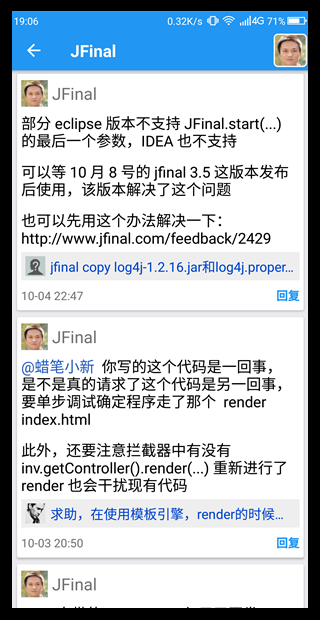 19:06 0.32K/s 4G 71%
JFinal
JFinal
部分 eclipse 版本不支持 JFinal.start(...)
的最后一个参数，IDEA 也不支持
可以等 10 月 8 号的 jfinal 3.5 这版本发布
后使用，该版本解决了这个问题
也可以先用这个办法解决一下：
http://www.jfinal.com/feedback/2429
jfinal copy log4j-1.2.16.jar和log4j.proper...
10-04 22:47 回复
JFinal
@蜡笔小新 你写的这个代码是一回事，
是不是真的请求了这个代码是另一回事，
要单步调试确定程序走了那个 render
index.html
此外，还要注意拦截器中有没有
inv.getController().render(...) 重新进行了
render 也会干扰现有代码
求助，在使用模板引擎，render的时候...
10-03 20:50 回复
JFinal